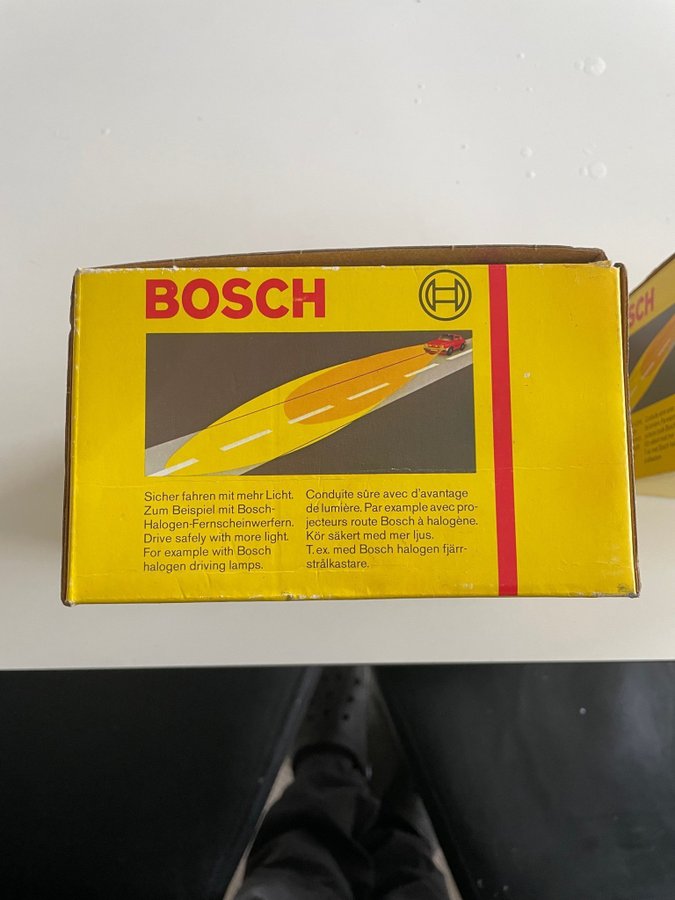 BOSCH
Sicher fahren mit mehr Licht.
Zum Beispiel mit Bosch-
Halogen-Fernscheinwerfern.
Drive safely with more light.
For example with Bosch
halogen driving lamps.
Conduite sûre avec d'avantage
de lumière. Par example avec pro-
jecteurs route Bosch à halogène.
Kör säkert med mer ljus.
T. ex. med Bosch halogen fjärr-
strålkastare.
SCH